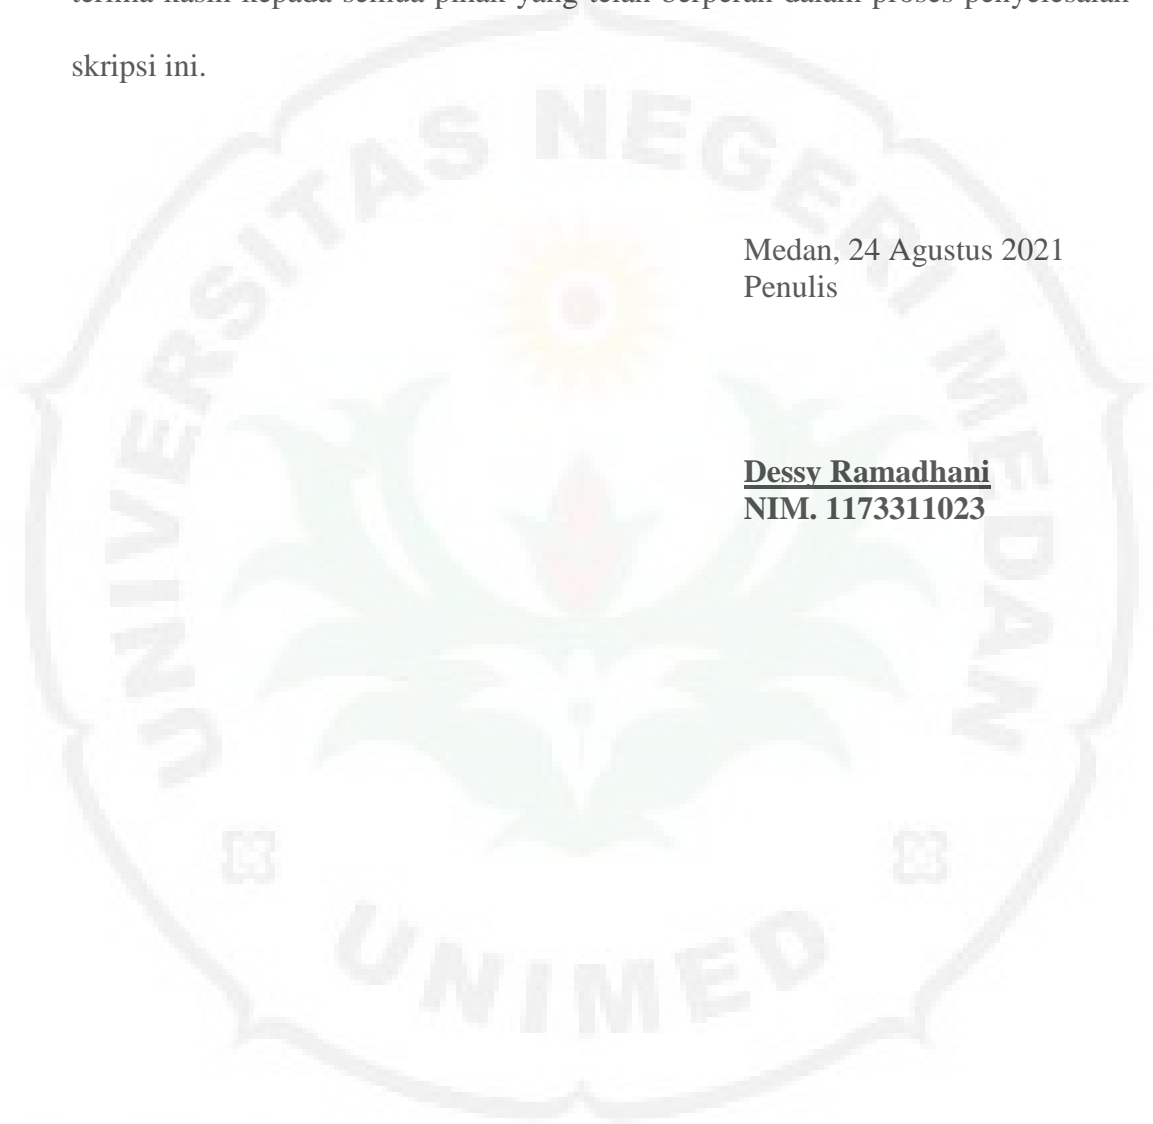 terima kasih kepada semua pihak yang telah berperan dalam proses penyelesaian
skripsi ini.
UNIVERSITAS NEGERI MEDAN
Medan, 24 Agustus 2021
Penulis
Dessy Ramadhani
NIM. 1173311023
UNIMED